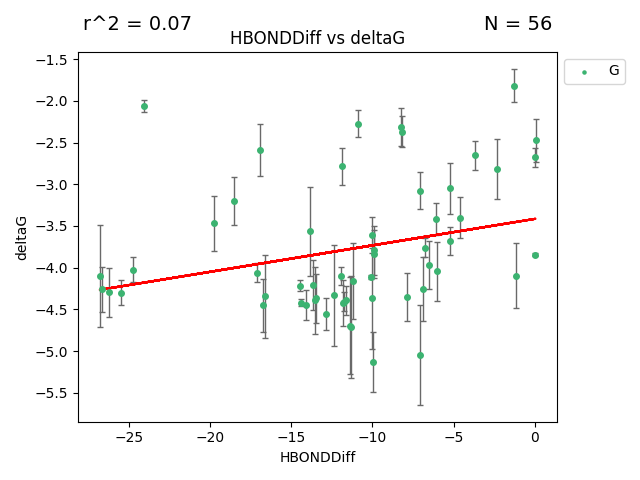 r^2 = 0.07
N = 56
HBONDDiff vs deltaG
G
−1.5
−2.0
−2.5
−3.0
−3.5
−4.0
−4.5
−5.0
−5.5
deltaG
−25
−20
−15
−10
−5
0
HBONDDiff